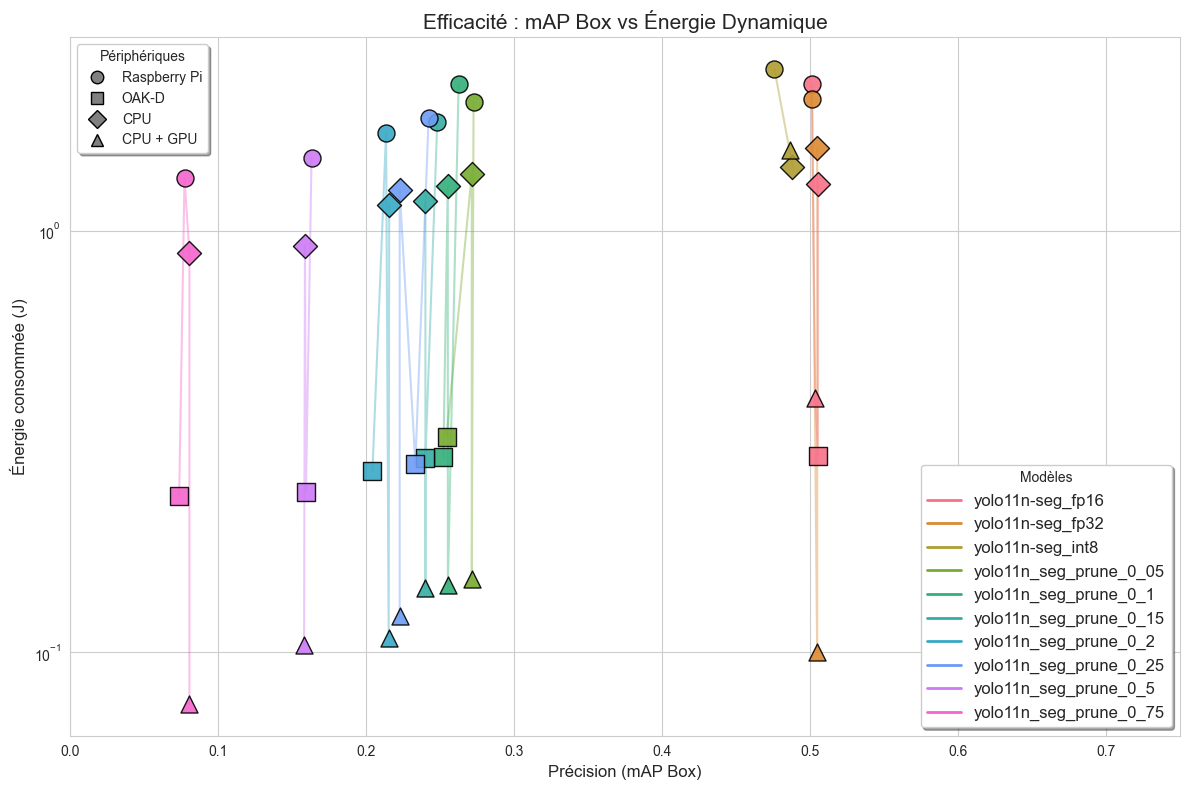 Efficacité : mAP Box vs Énergie Dynamique
Périphériques
Raspberry Pi
OAK-D
CPU
CPU + GPU
Énergie consommée (J)
10⁰
10⁻¹
Modèles
yolo11n-seg_fp16
yolo11n-seg_fp32
yolo11n-seg_int8
yolo11n_seg_prune_0_05
yolo11n_seg_prune_0_1
yolo11n_seg_prune_0_15
yolo11n_seg_prune_0_2
yolo11n_seg_prune_0_25
yolo11n_seg_prune_0_5
yolo11n_seg_prune_0_75
0.0 0.1 0.2 0.3 0.4 0.5 0.6 0.7
Précision (mAP Box)